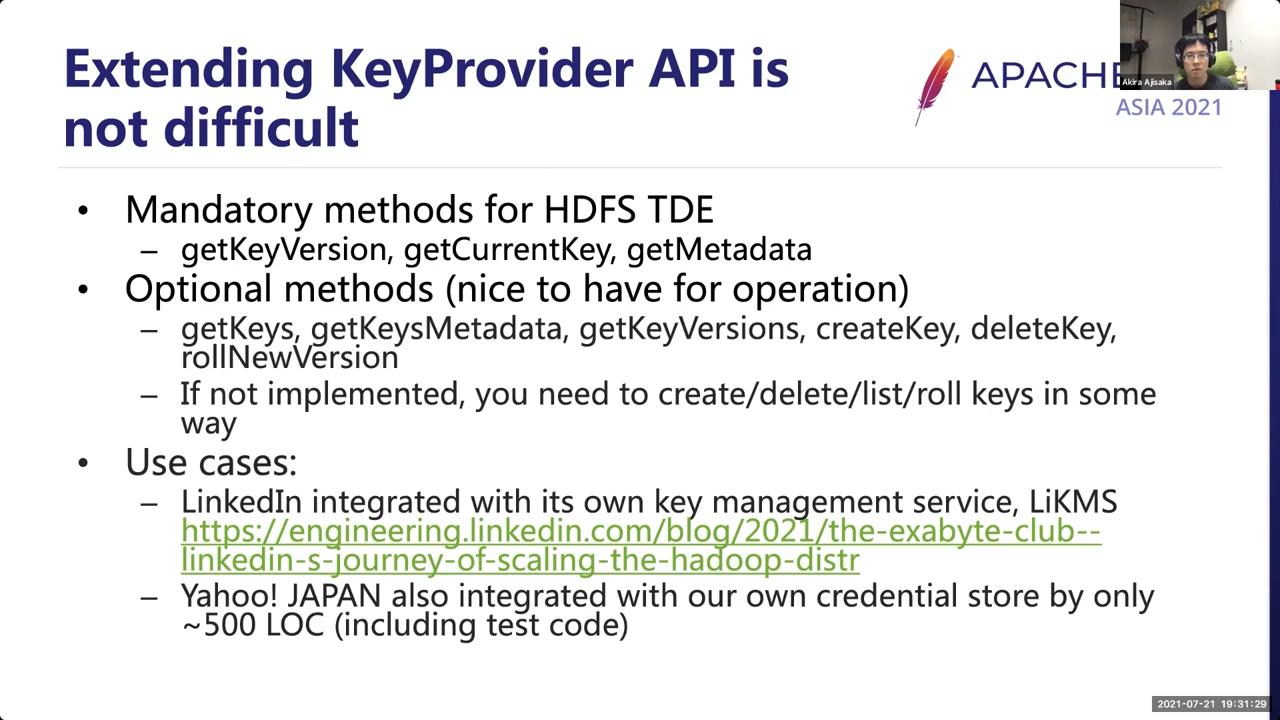 Extending KeyProvider API is
not difficult
APACHE
ASIA 2021
Akira Ajisaka
• Mandatory methods for HDFS TDE
– getKeyVersion, getCurrentKey, getMetadata
• Optional methods (nice to have for operation)
– getKeys, getKeysMetadata, getKeyVersions, createKey, deleteKey,
rollNewVersion
– If not implemented, you need to create/delete/list/roll keys in some
way
• Use cases:
– LinkedIn integrated with its own key management service, LiKMS
https://engineering.linkedin.com/blog/2021/the-exabyte-club--
linkedin-s-journey-of-scaling-the-hadoop-distr
– Yahoo! JAPAN also integrated with our own credential store by only
~500 LOC (including test code)
2021-07-21 19:31:29